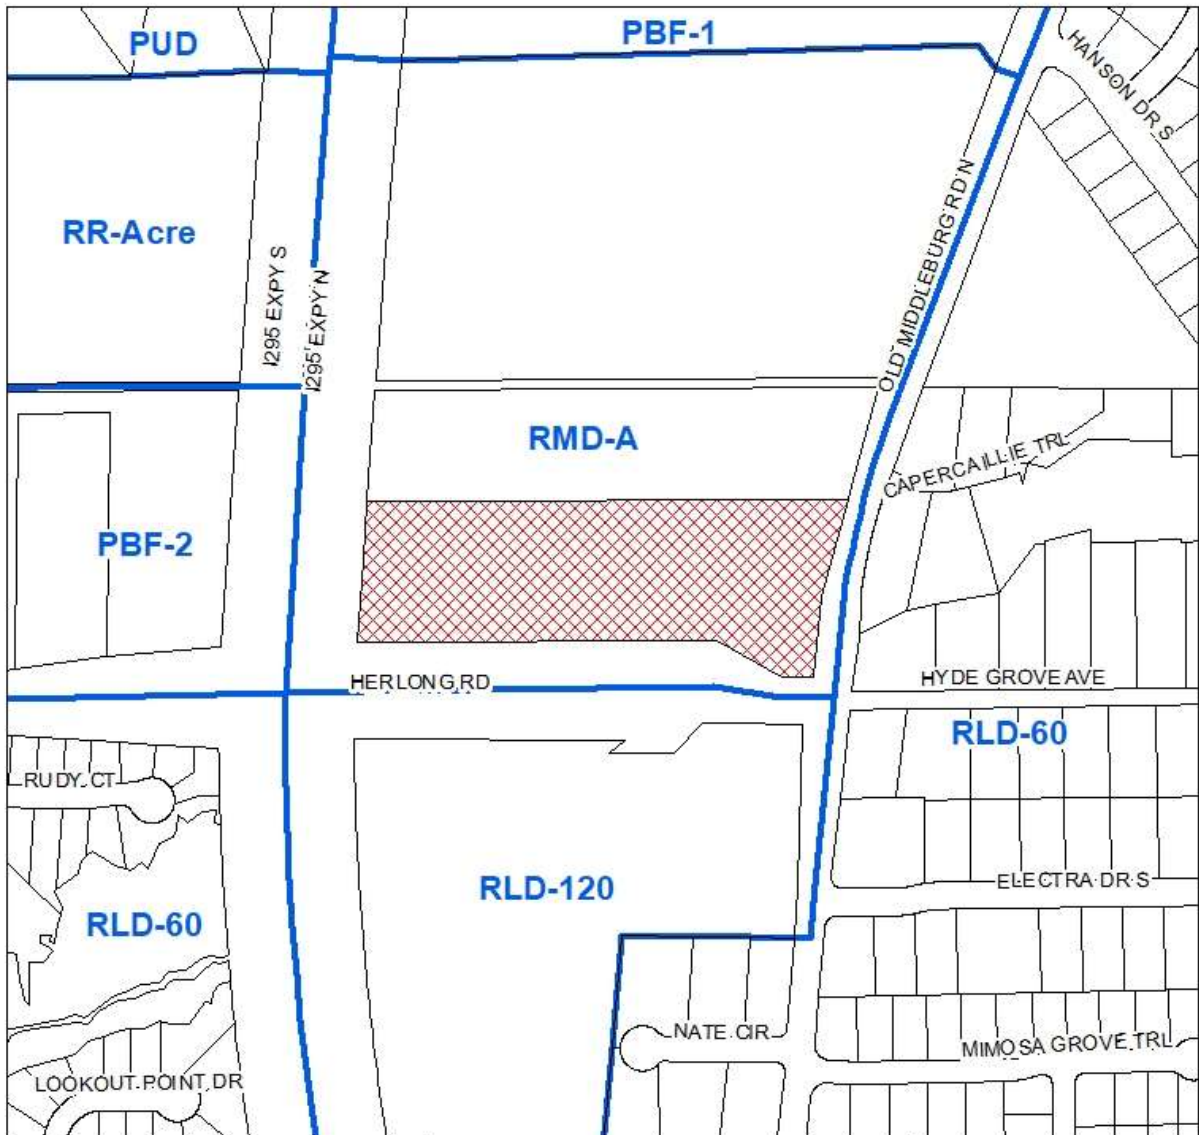 PUD
PBF-1
HANSON DR S
RR-Acre
I295 EXPY S
I295 EXPY N
OLD MIDDLEBURG RD N
RMD-A
CAPERCAILLIE TRL
PBF-2
HERLONG RD
HYDE GROVE AVE
RLD-60
RUDY CT
RLD-120
ELECTRA DR S
RLD-60
NATE CIR
MIMOSA GROVE TRL
LOOKOUT POINT DR